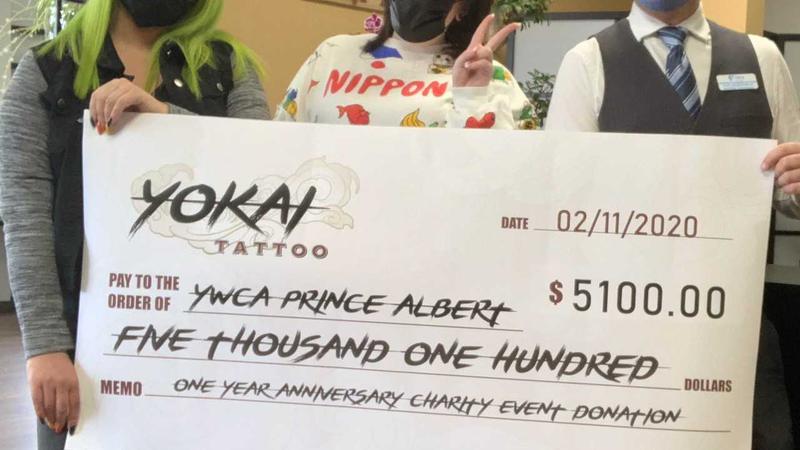 NIPPON
YOKAI
TATTOO
DATE 02/11/2020
PAY TO THE
ORDER OF YWCA PRINCE ALBERT
$ 5100.00
FIVE THOUSAND ONE HUNDRED DOLLARS
MEMO ONE YEAR ANNIVERSARY CHARITY EVENT DONATION